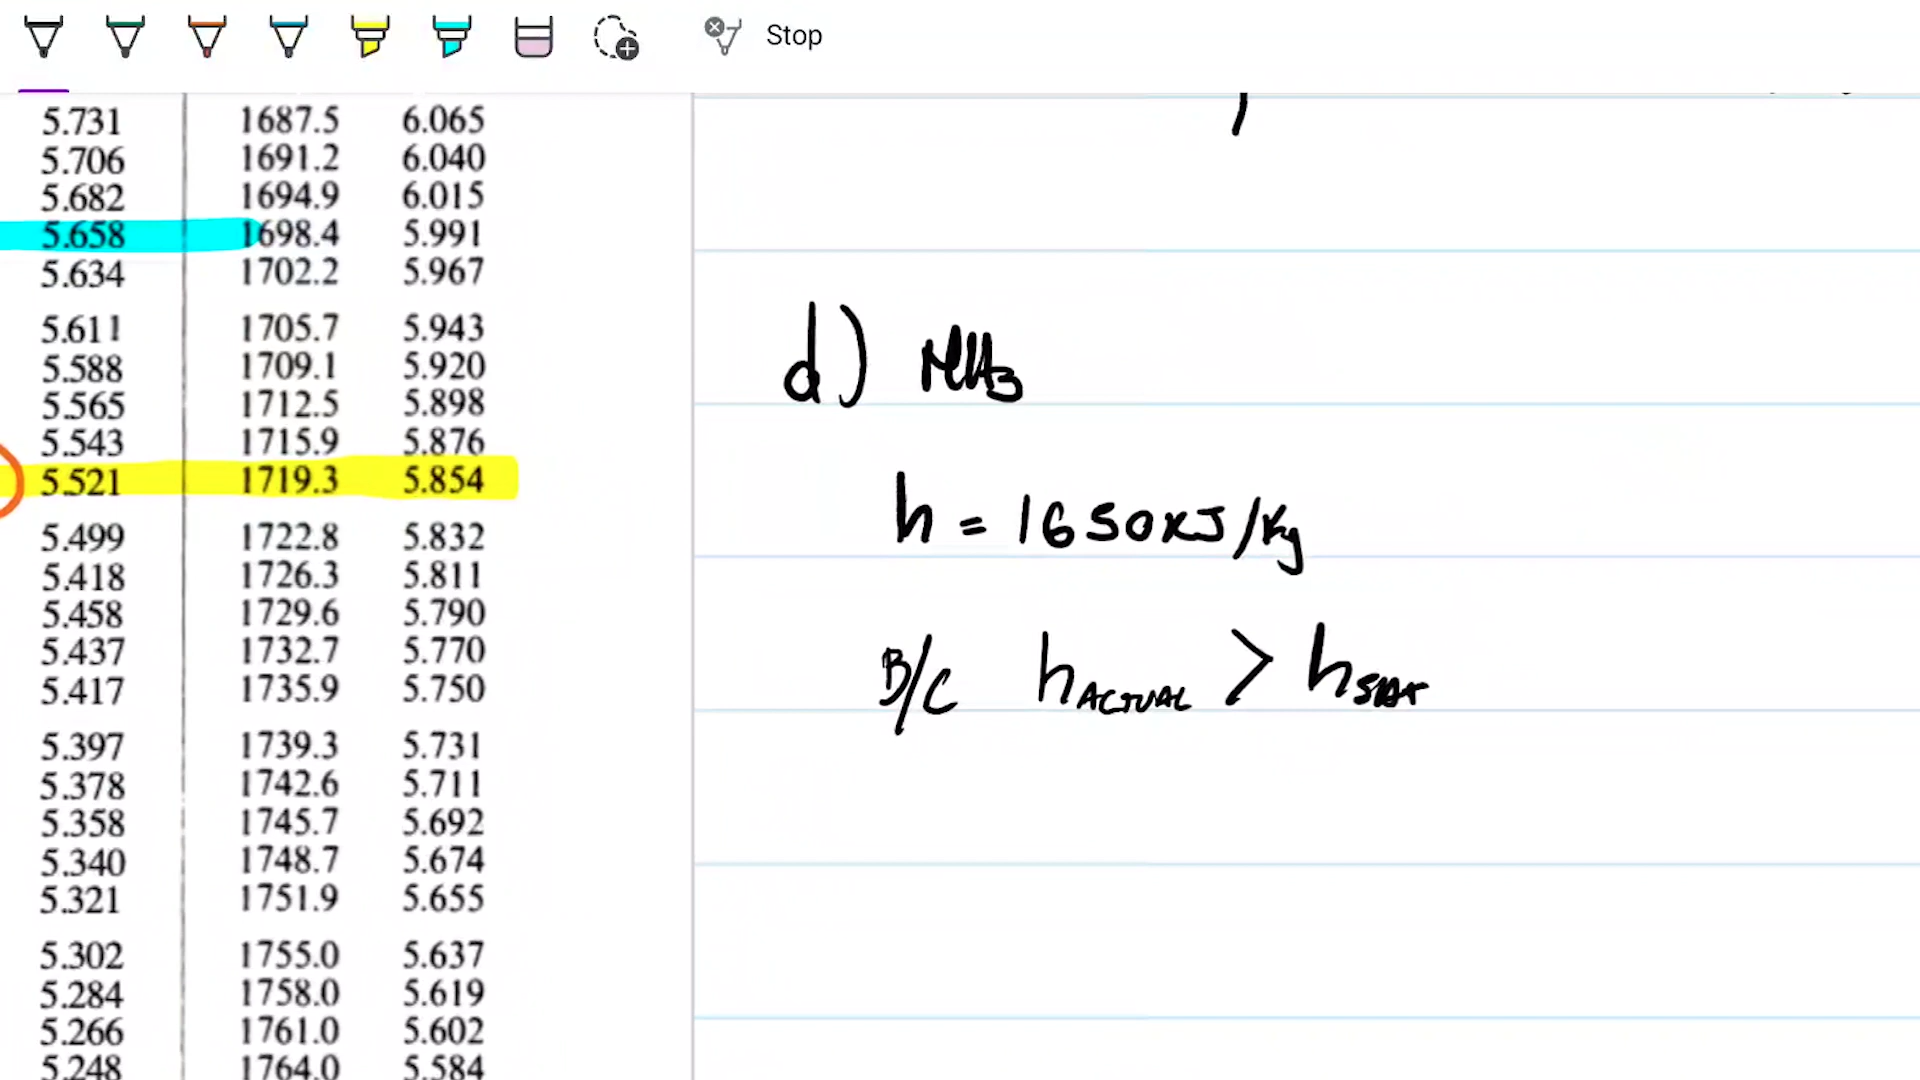 Stop
5.731 1687.5 6.065
5.706 1691.2 6.040
5.682 1694.9 6.015
5.658 1698.4 5.991
5.634 1702.2 5.967
5.611 1705.7 5.943
5.588 1709.1 5.920
5.565 1712.5 5.898
5.543 1715.9 5.876
5.521 1719.3 5.854
5.499 1722.8 5.832
5.418 1726.3 5.811
5.458 1729.6 5.790
5.437 1732.7 5.770
5.417 1735.9 5.750
5.397 1739.3 5.731
5.378 1742.6 5.711
5.358 1745.7 5.692
5.340 1748.7 5.674
5.321 1751.9 5.655
5.302 1755.0 5.637
5.284 1758.0 5.619
5.266 1761.0 5.602
5.248 1764.0 5.584
d) NH3
h = 1650 KJ/Kg
B/C hACTUAL > hSAT